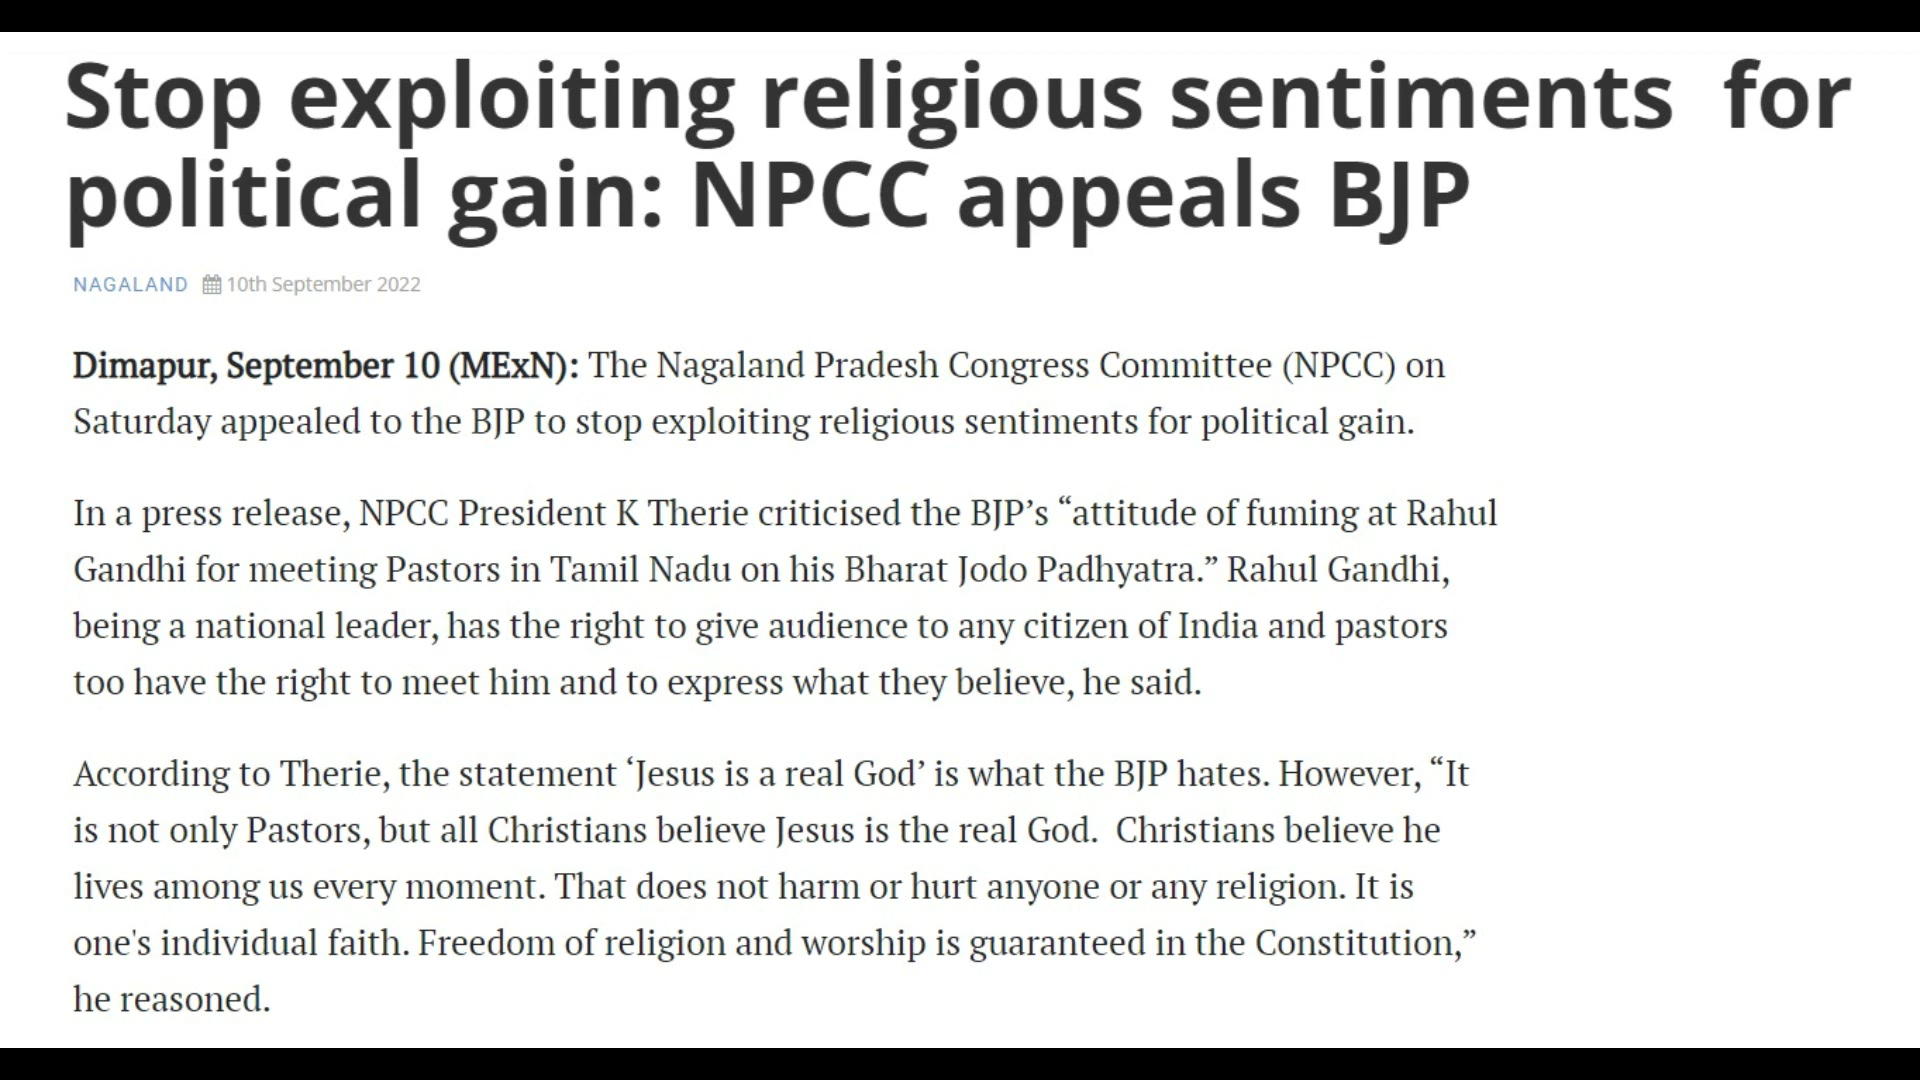 Stop exploiting religious sentiments  for
political gain: NPCC appeals BJP
NAGALAND 10th September 2022
Dimapur, September 10 (MExN): The Nagaland Pradesh Congress Committee (NPCC) on
Saturday appealed to the BJP to stop exploiting religious sentiments for political gain.
In a press release, NPCC President K Therie criticised the BJP’s “attitude of fuming at Rahul
Gandhi for meeting Pastors in Tamil Nadu on his Bharat Jodo Padhyatra.” Rahul Gandhi,
being a national leader, has the right to give audience to any citizen of India and pastors
too have the right to meet him and to express what they believe, he said.
According to Therie, the statement ‘Jesus is a real God’ is what the BJP hates. However, “It
is not only Pastors, but all Christians believe Jesus is the real God.  Christians believe he
lives among us every moment. That does not harm or hurt anyone or any religion. It is
one's individual faith. Freedom of religion and worship is guaranteed in the Constitution,”
he reasoned.